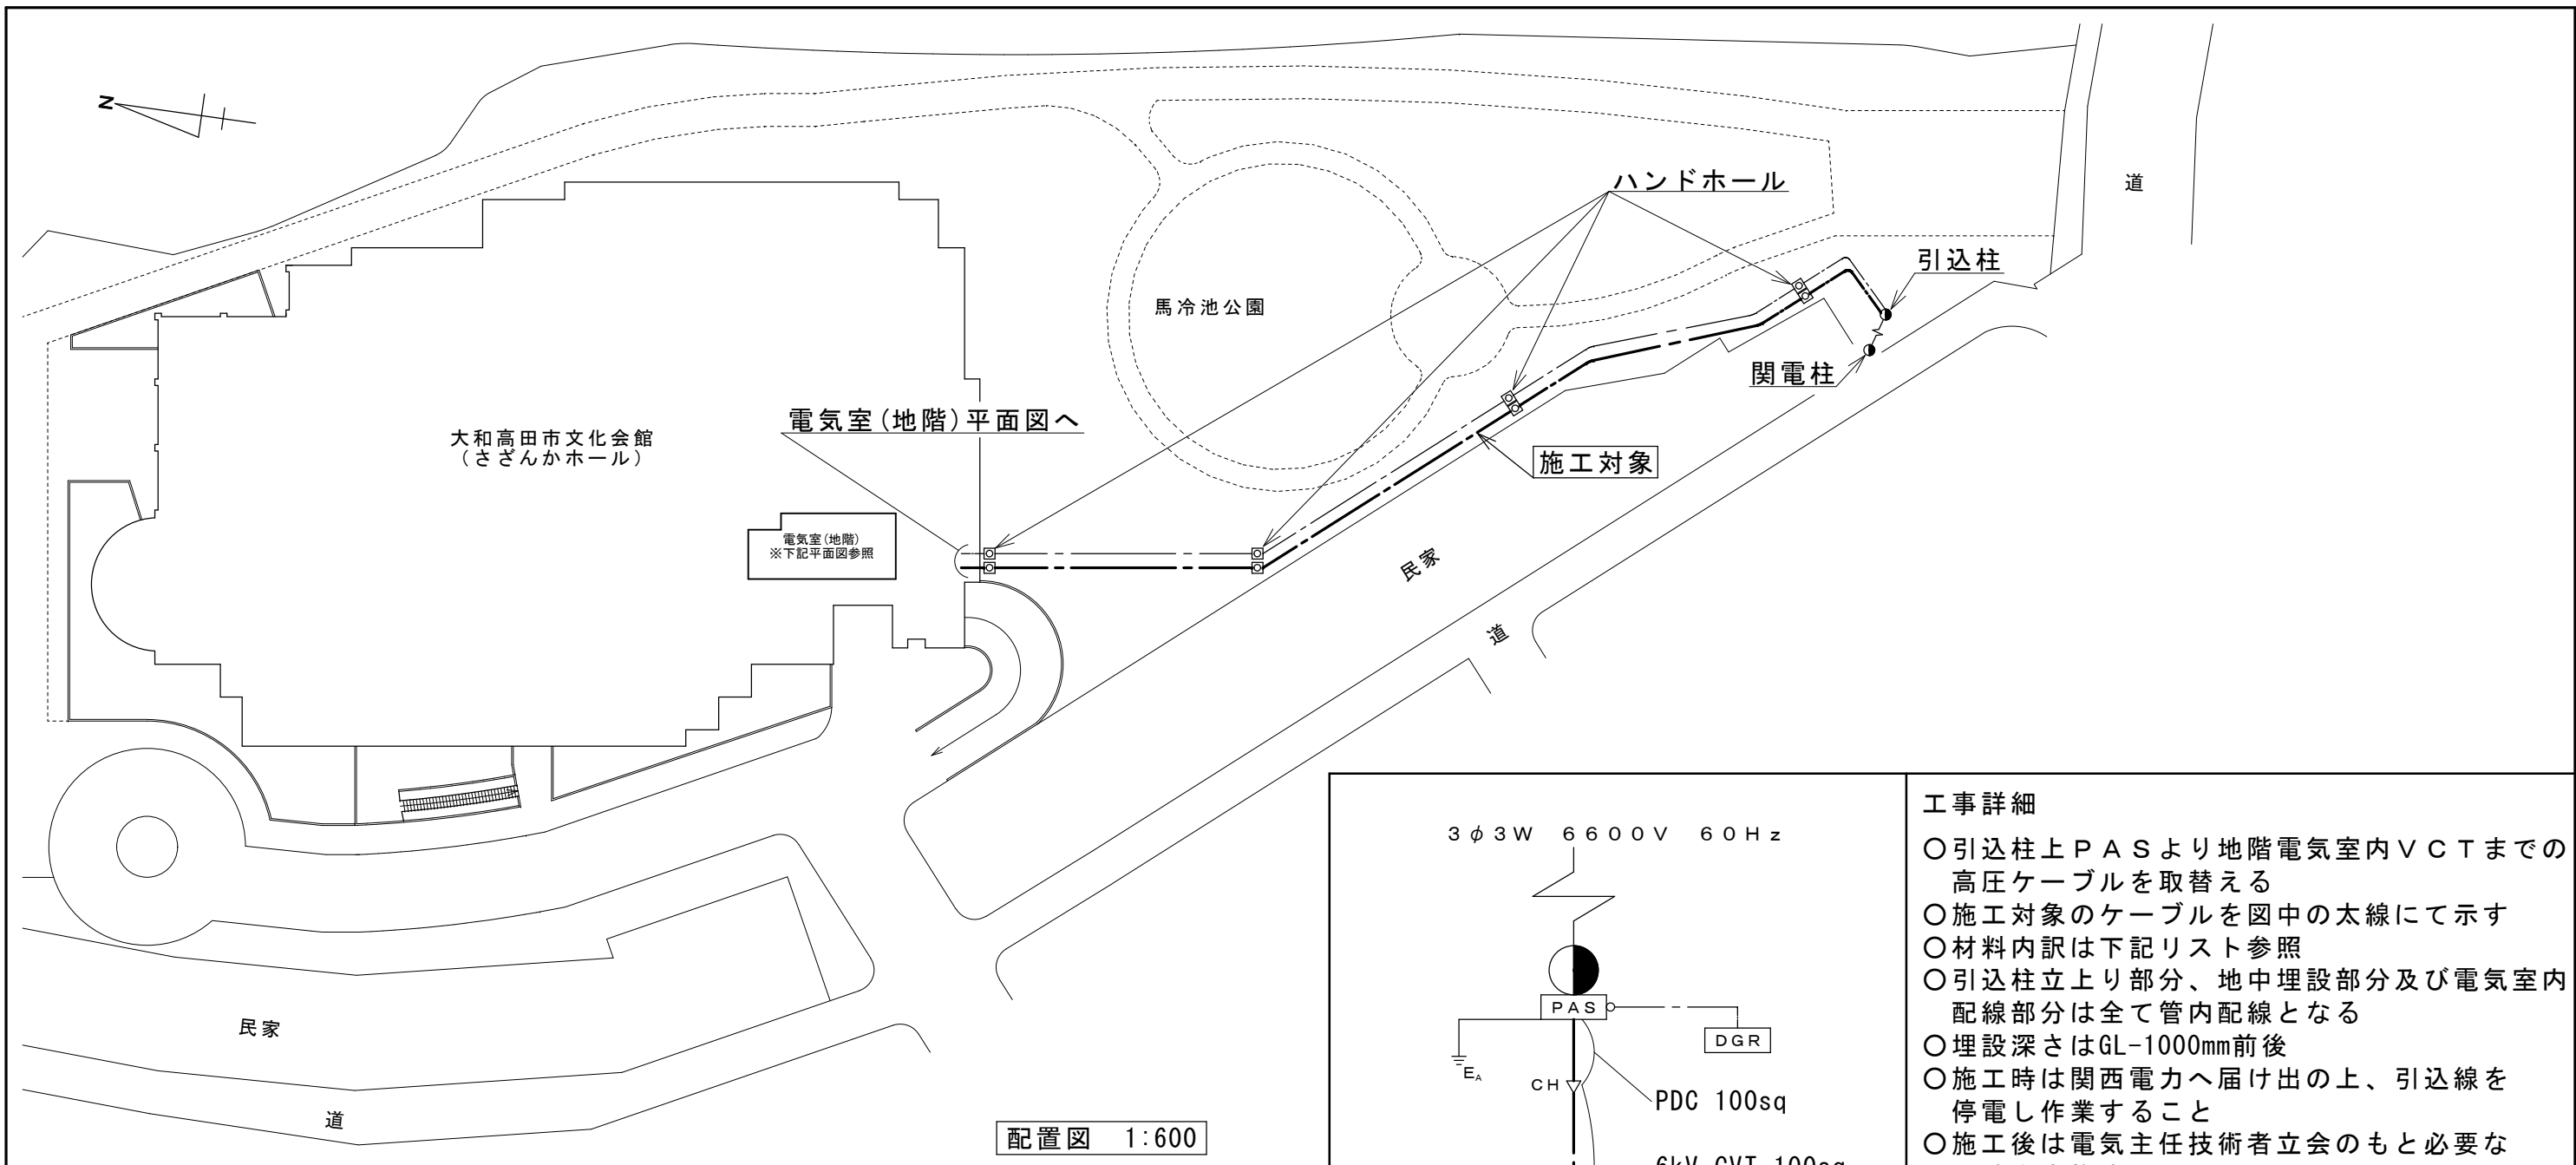 N
ハンドホール
道
引込柱
馬冷池公園
関電柱
電気室(地階)平面図へ
大和高田市文化会館
(さざんかホール)
施工対象
電気室(地階)
※下記平面図参照
民家
道
民家
道
配置図 1:600
3φ3W 6600V 60Hz
PAS
DGR
EA
CH
PDC 100sq
6kV CVT 100sq
工事詳細
○引込柱上PASより地階電気室内VCTまでの
高圧ケーブルを取替える
○施工対象のケーブルを図中の太線にて示す
○材料内訳は下記リスト参照
○引込柱立上り部分、地中埋設部分及び電気室内
配線部分は全て管内配線となる
○埋設深さはGL-1000mm前後
○施工時は関西電力へ届け出の上、引込線を
停電し作業すること
○施工後は電気主任技術者立会のもと必要な